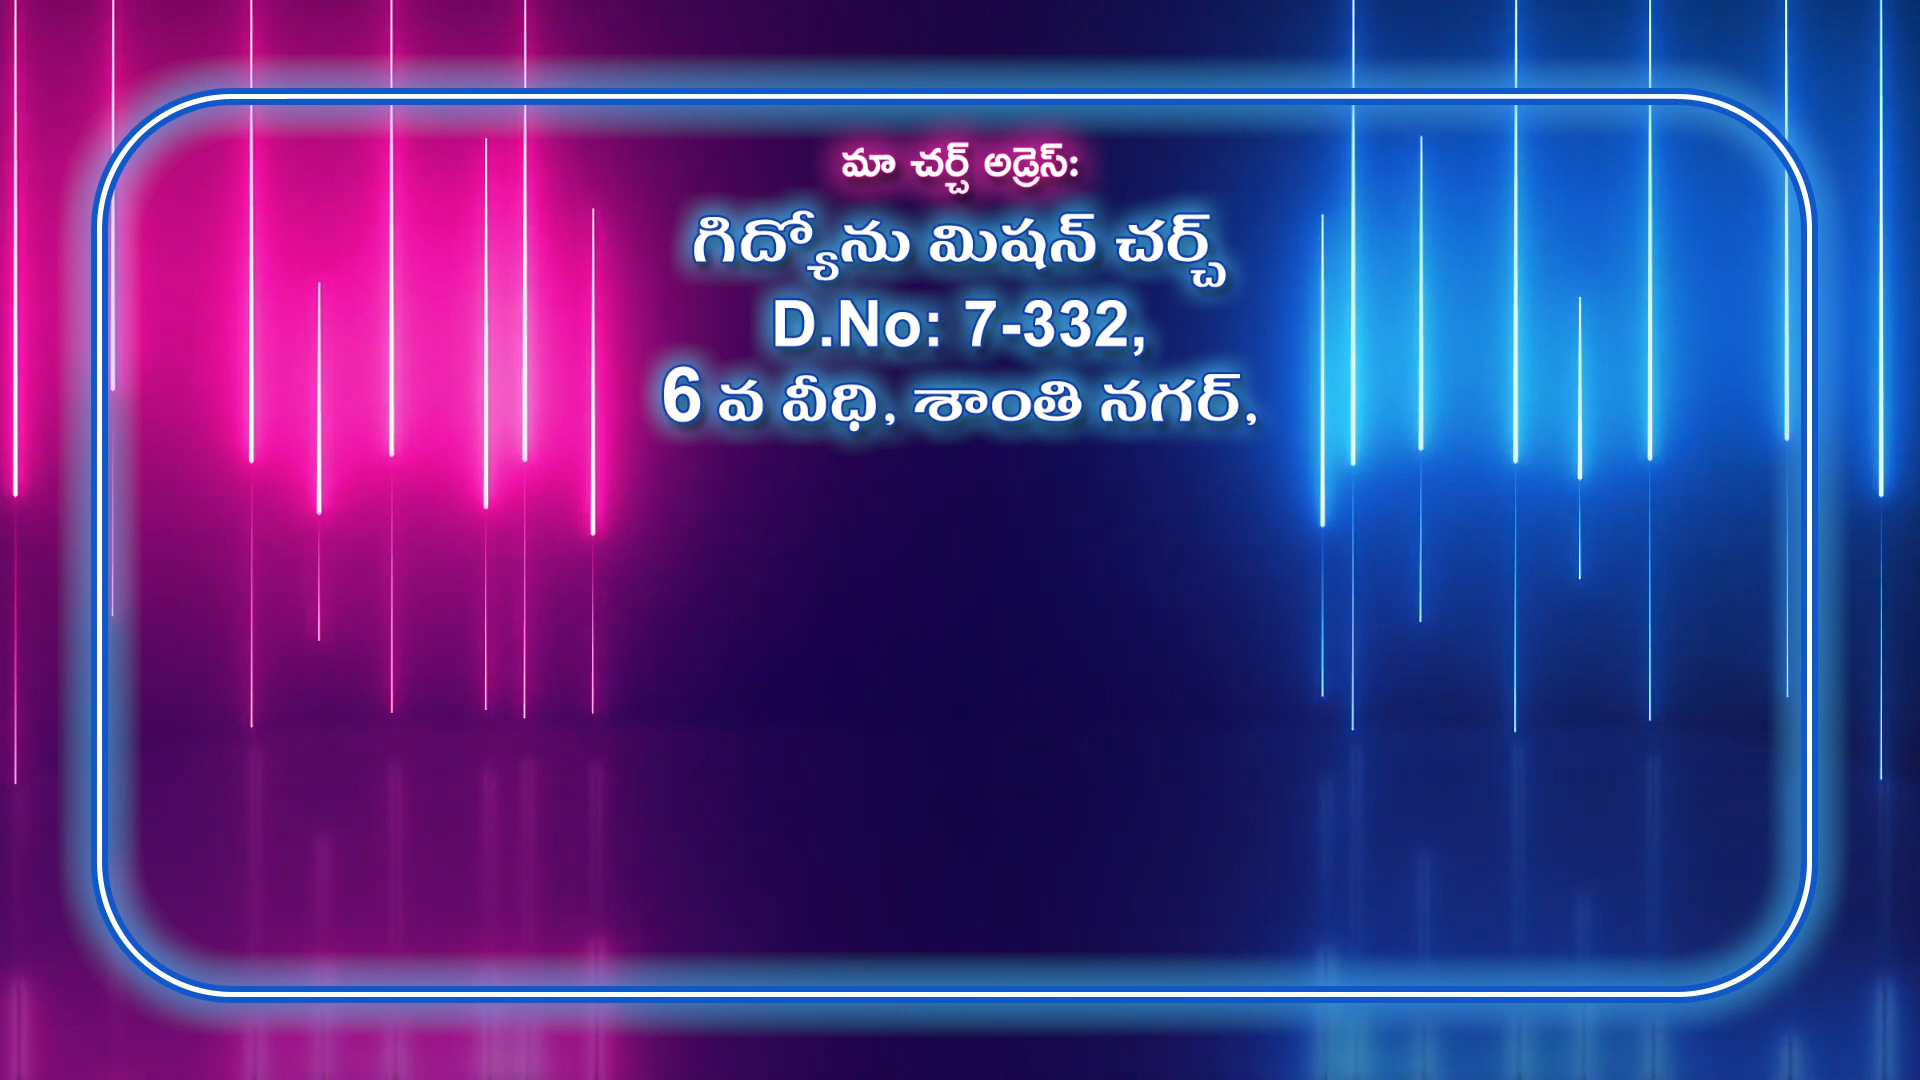 మా చర్చ్ అడ్రెస్:
గిద్యోను మిషన్ చర్చ్
D.No: 7-332,
6 వ వీధి, శాంతి నగర్,